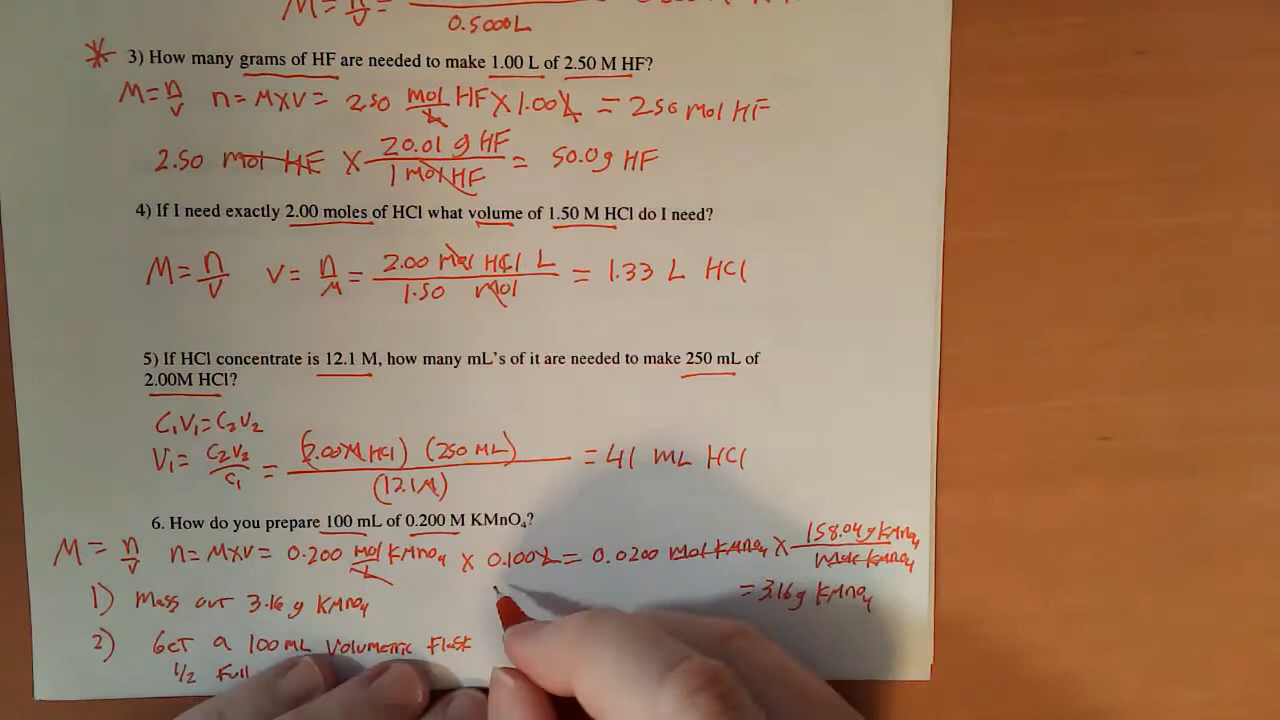 M = n/V =
0.5000L
* 3) How many grams of HF are needed to make 1.00 L of 2.50 M HF?
M = n/V n = M x V = 2.50 mol/L HF x 1.00 L = 2.50 mol HF
2.50 mol HF x 20.01 g HF / 1 mol HF = 50.0 g HF
4) If I need exactly 2.00 moles of HCl what volume of 1.50 M HCl do I need?
M = n/V V = n/M = 2.00 mol HCl L / 1.50 mol = 1.33 L HCl
5) If HCl concentrate is 12.1 M, how many mL's of it are needed to make 250 mL of
2.00M HCl?
C₁V₁=C₂V₂
V₁ = C₂V₂/C₁ = (2.00M HCl) (250 mL) / (12.1M) = 41 mL HCl
6. How do you prepare 100 mL of 0.200 M KMnO₄?
M = n/V n = M x V = 0.200 mol/L KMnO₄ x 0.100 L = 0.0200 mol KMnO₄ x 158.04 g KMnO₄ / mole KMnO₄
= 3.16 g KMnO₄
1) Mass out 3.16 g KMnO₄
2) Get a 100 mL Volumetric Flask
1/2 Full